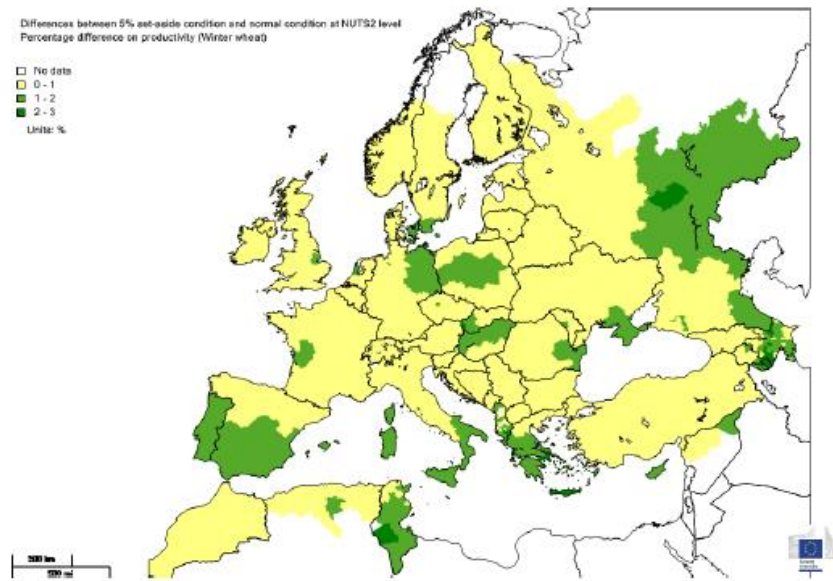 Differences between 5% set-aside condition and normal condition at NUTS2 level
Percentage difference on productivity (Winter wheat)
No data
0 - 1
1 - 2
2 - 3
Units: %